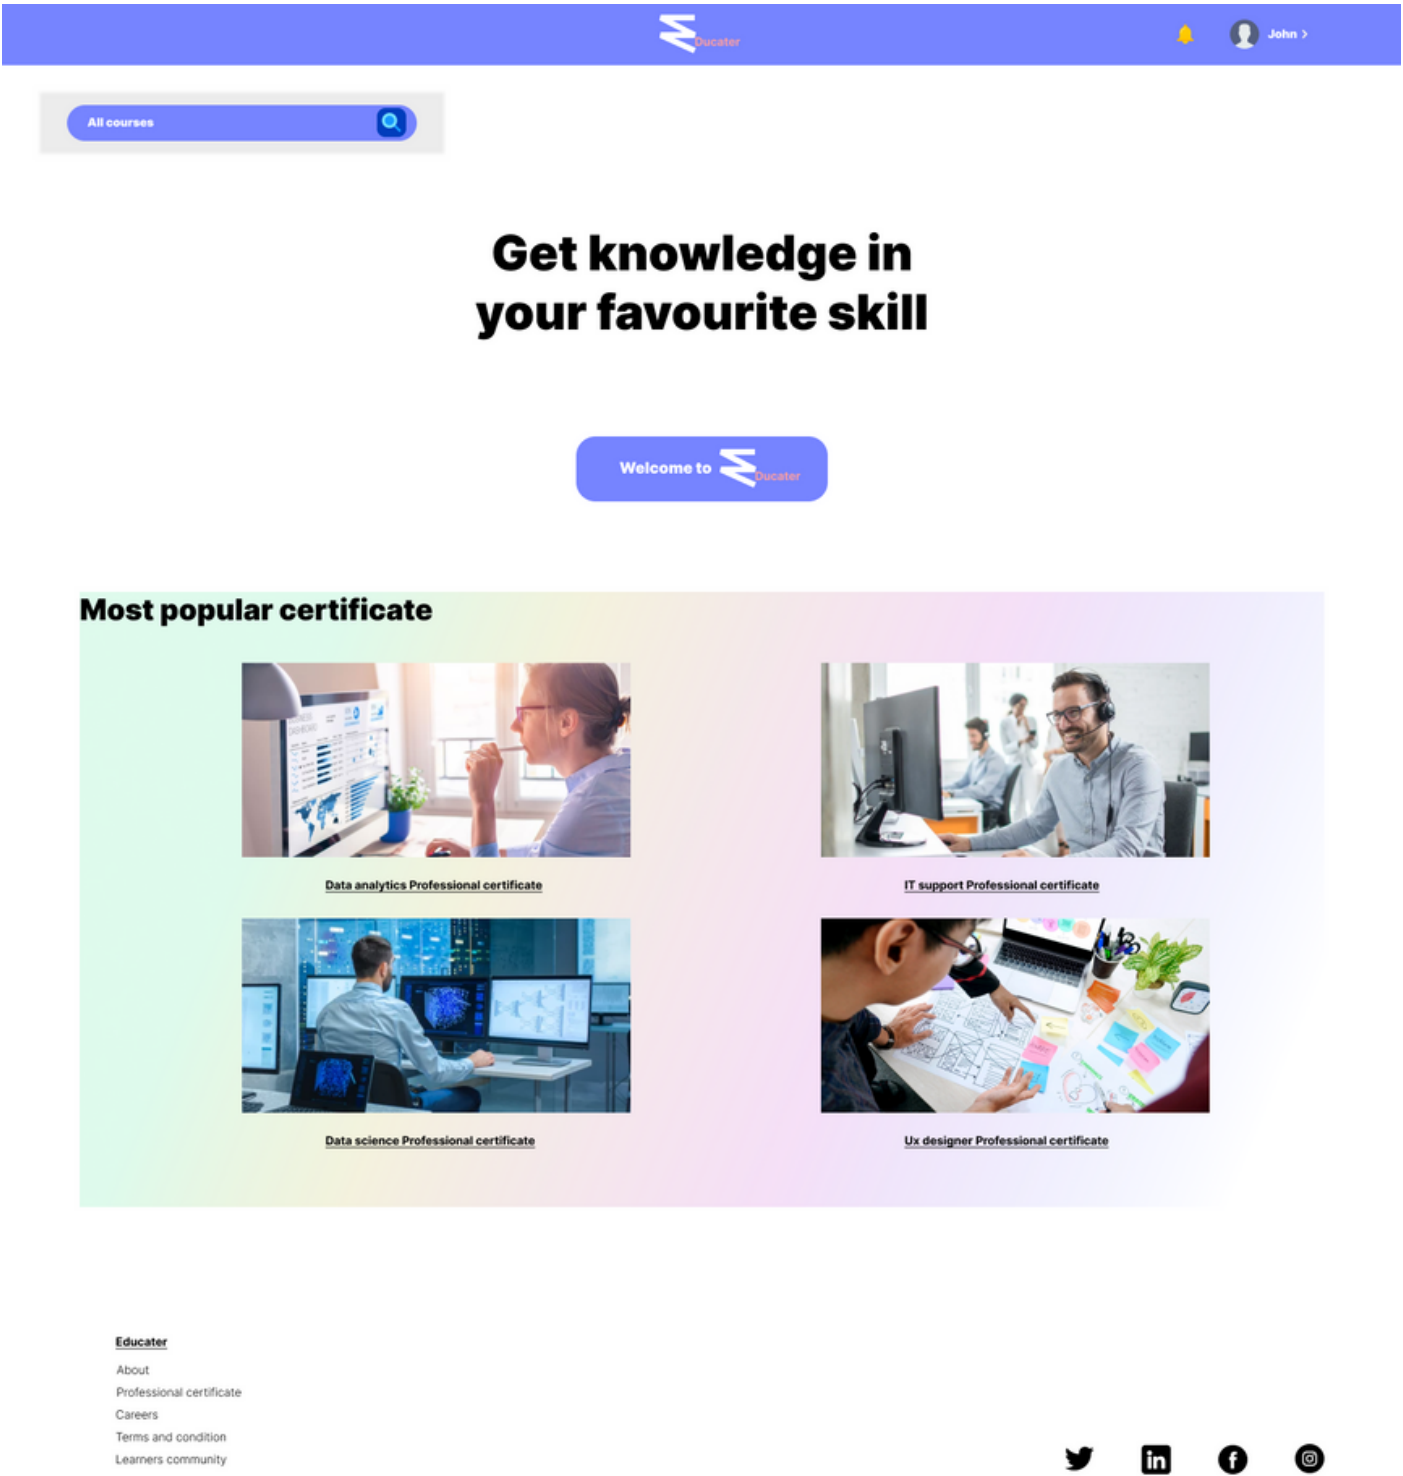 Ducater
John >
All courses
Get knowledge in
your favourite skill
Welcome to Ducater
Most popular certificate
Data analytics Professional certificate
IT support Professional certificate
Data science Professional certificate
Ux designer Professional certificate
Educater
About
Professional certificate
Careers
Terms and condition
Learners community